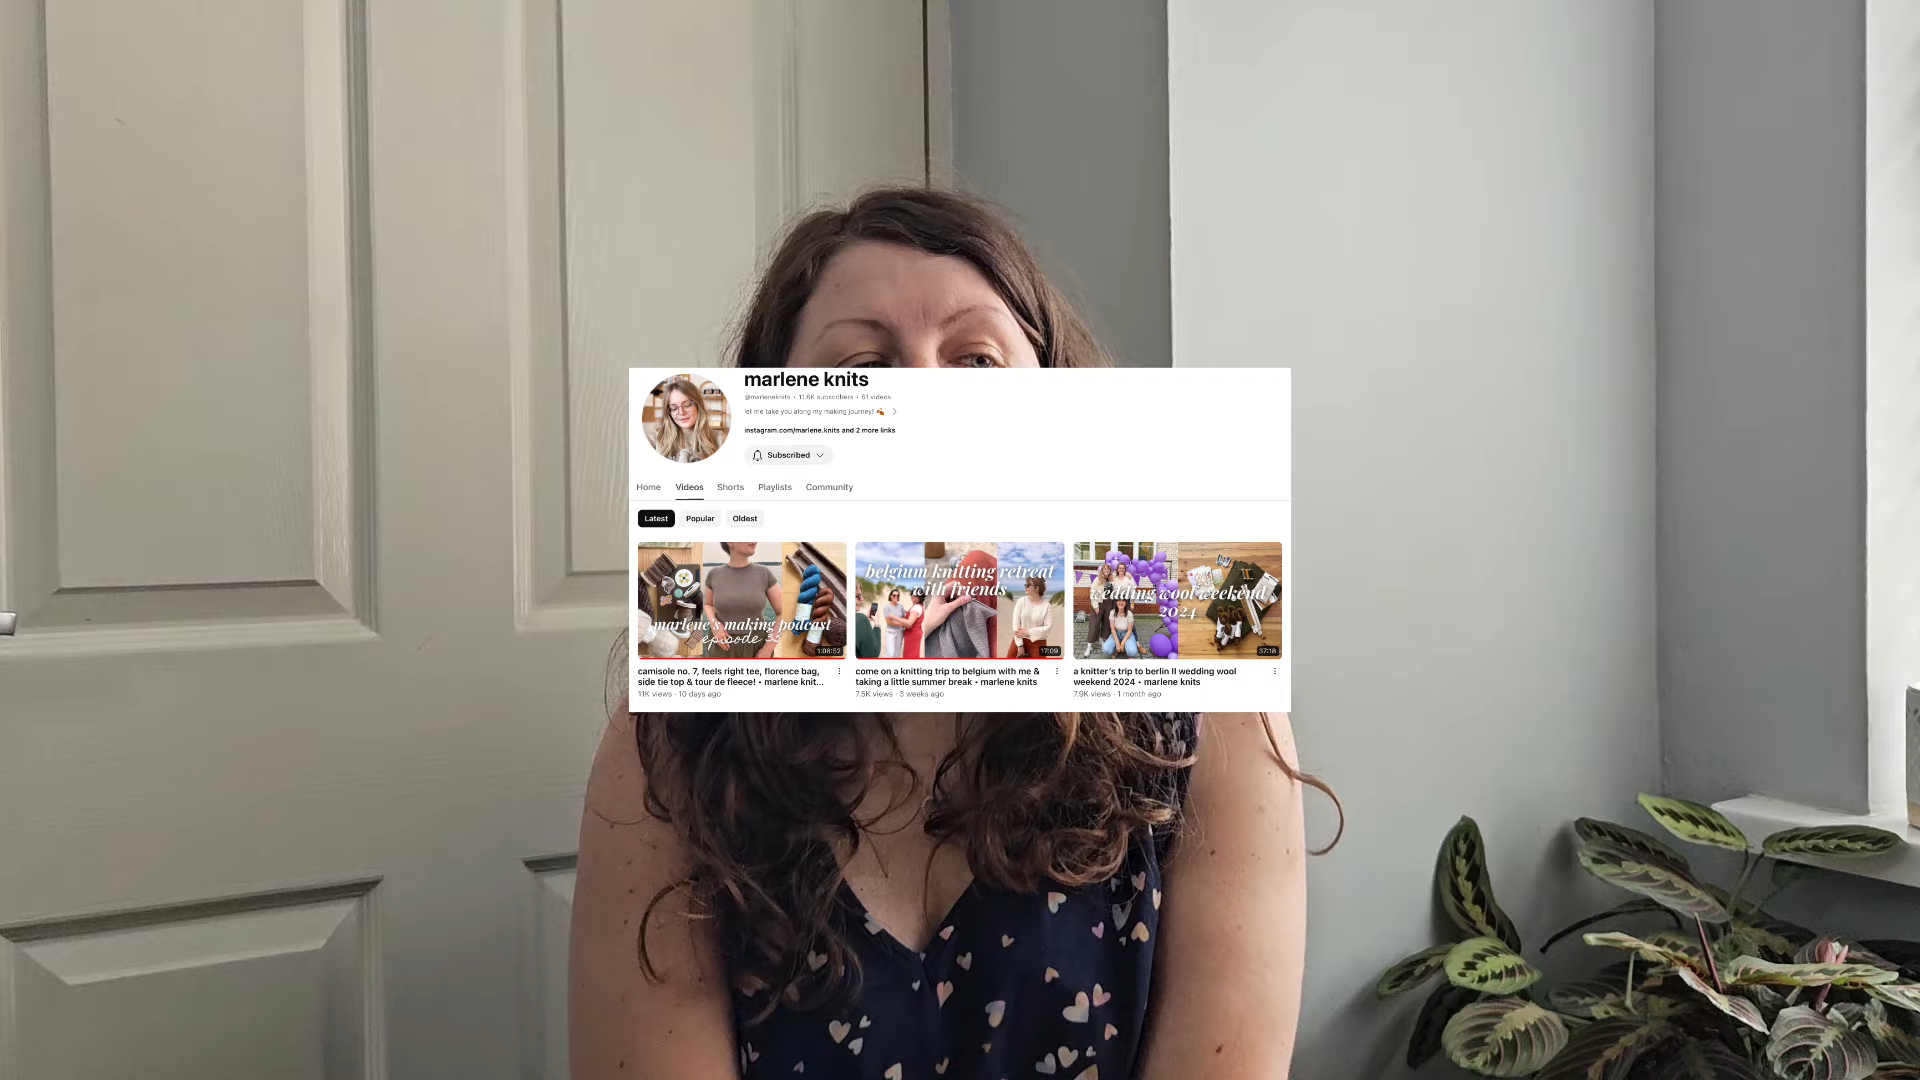 marlene knits
@marleneknits • 11.6K subscribers • 61 videos
let me take you along my making journey!
instagram.com/marlene.knits and 2 more links
Subscribed
Home Videos Shorts Playlists Community
Latest Popular Oldest
marlene's making podcast
episode 33
1:08:52
belgium knitting retreat
with friends
17:09
wedding wool weekend
2024
37:18
camisole no. 7, feels right tee, florence bag,
side tie top & tour de fleece! • marlene knit...
11K views · 10 days ago
come on a knitting trip to belgium with me &
taking a little summer break • marlene knits
7.5K views · 3 weeks ago
a knitter's trip to berlin II wedding wool
weekend 2024 • marlene knits
7.9K views · 1 month ago